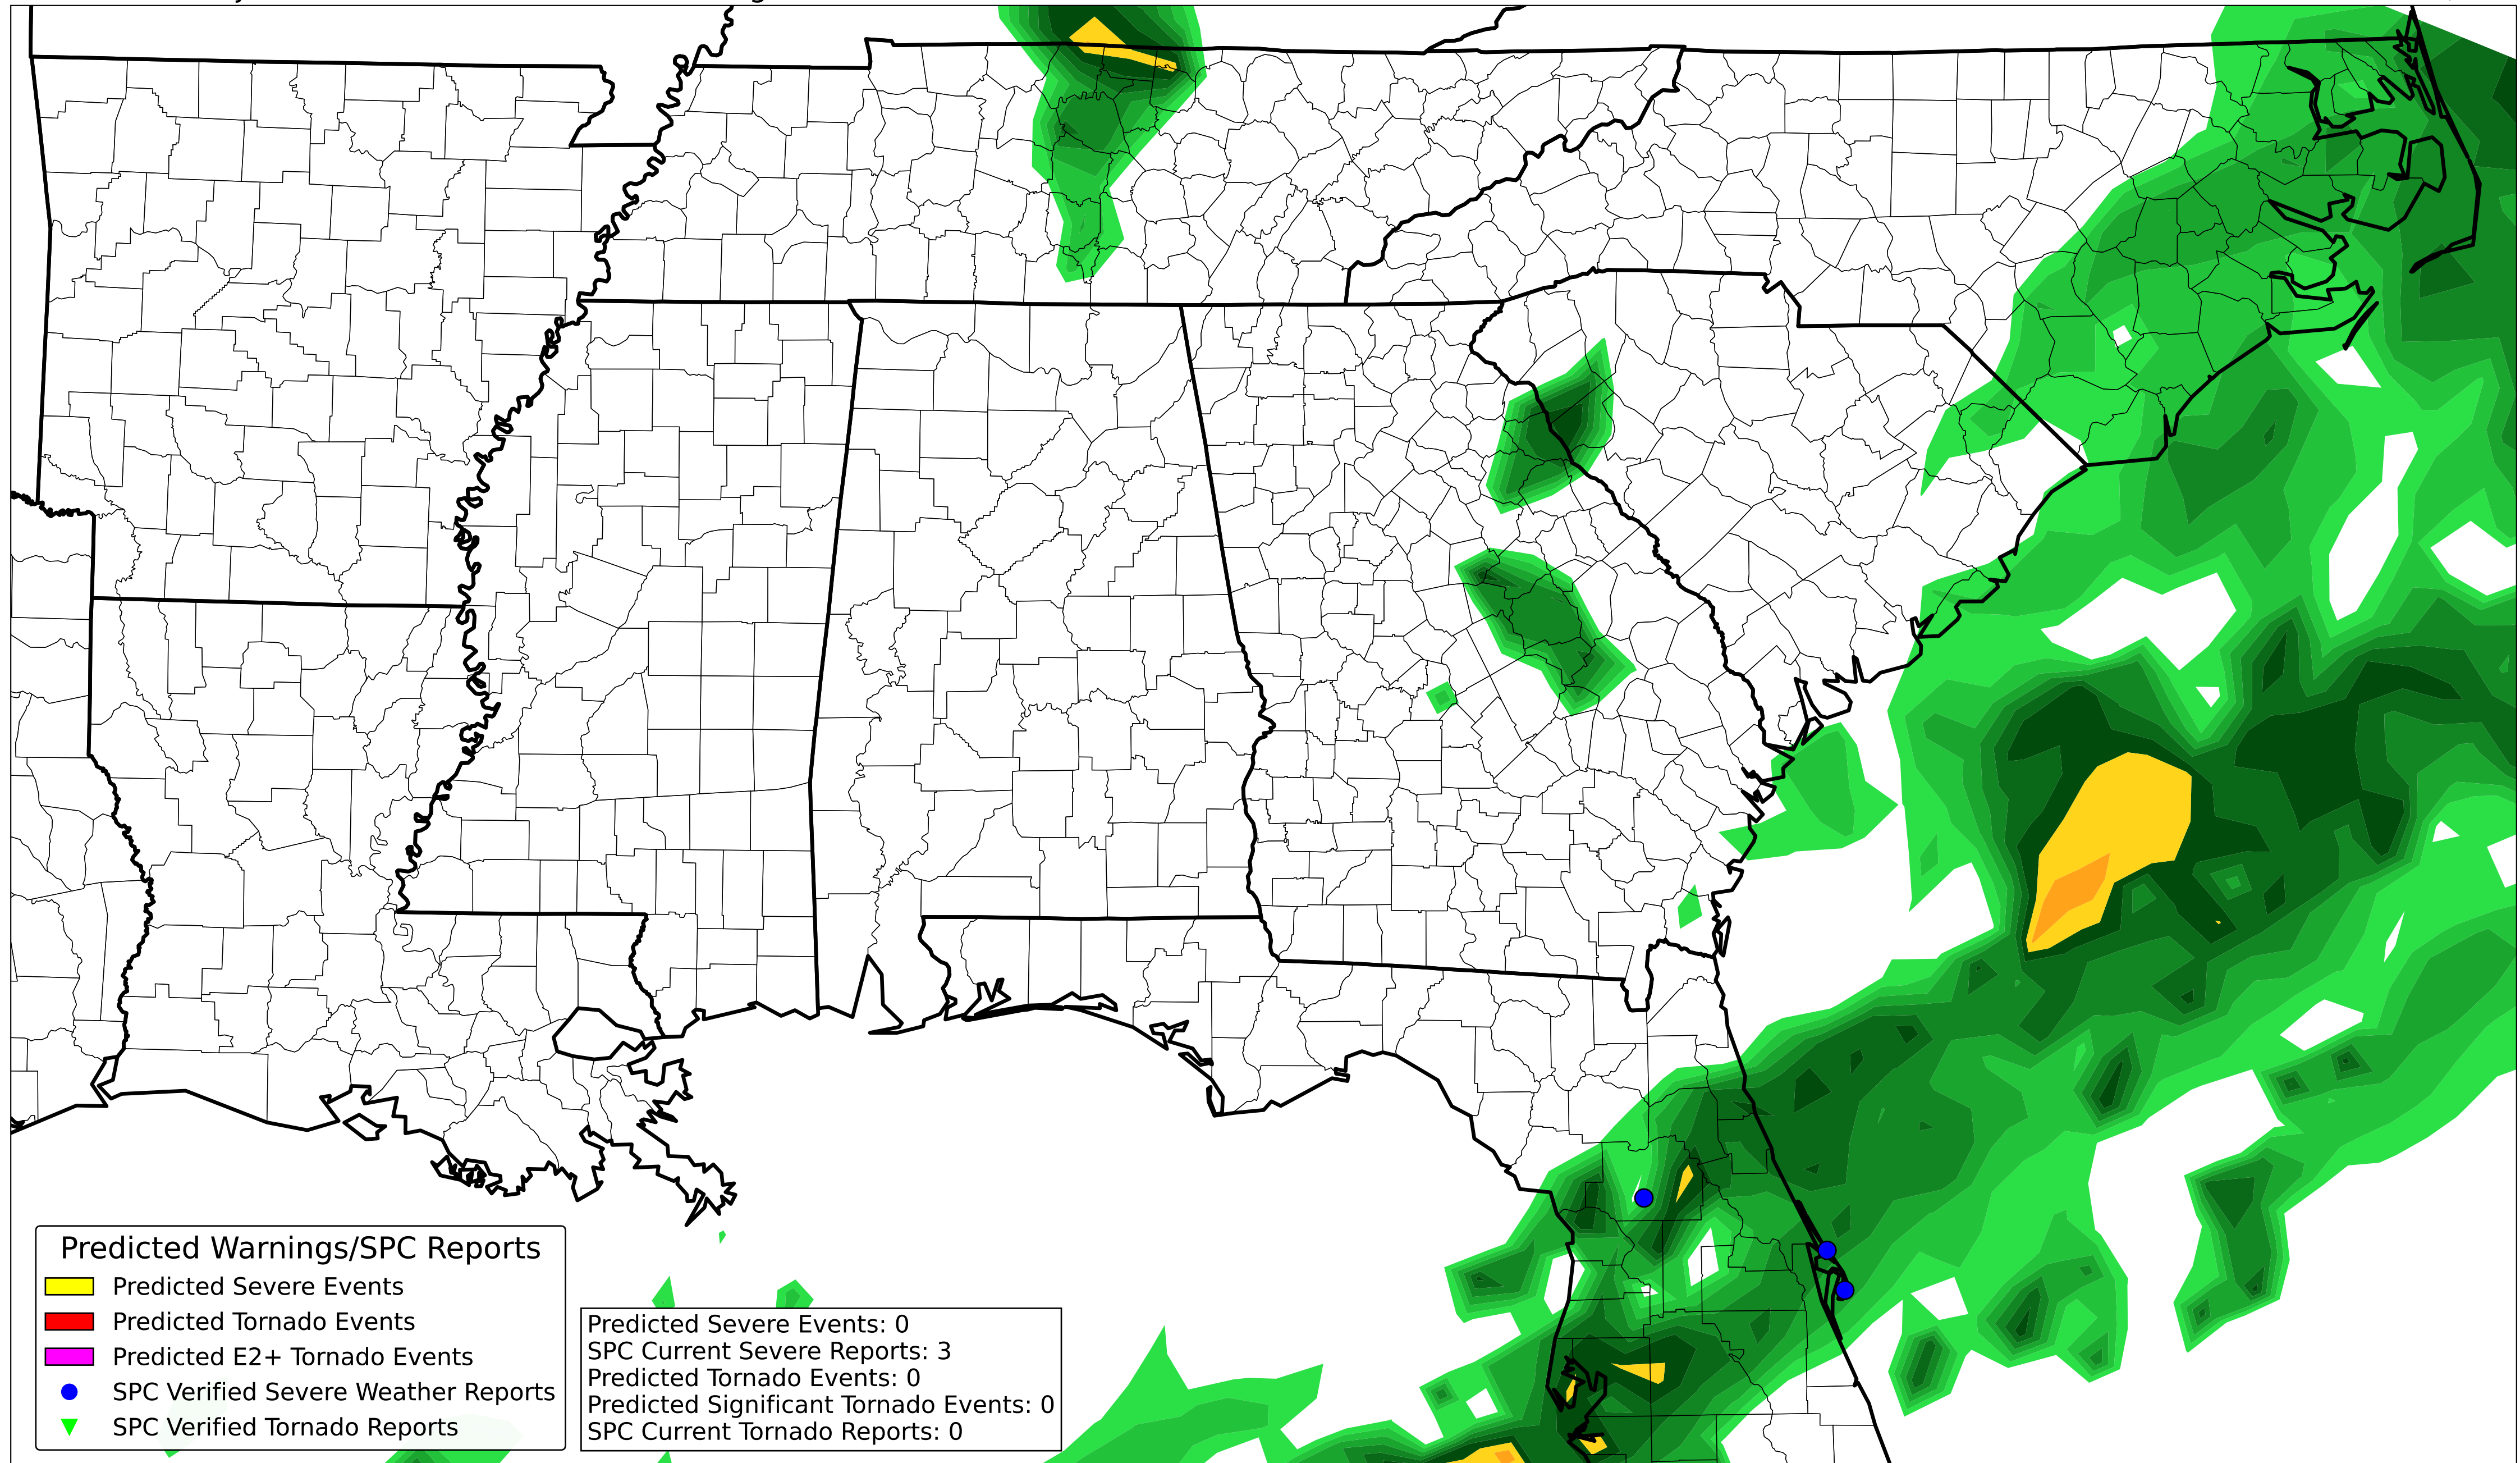 Predicted Warnings/SPC Reports
Predicted Severe Events
Predicted Tornado Events
Predicted E2+ Tornado Events
SPC Verified Severe Weather Reports
SPC Verified Tornado Reports
Predicted Severe Events: 0
SPC Current Severe Reports: 3
Predicted Tornado Events: 0
Predicted Significant Tornado Events: 0
SPC Current Tornado Reports: 0